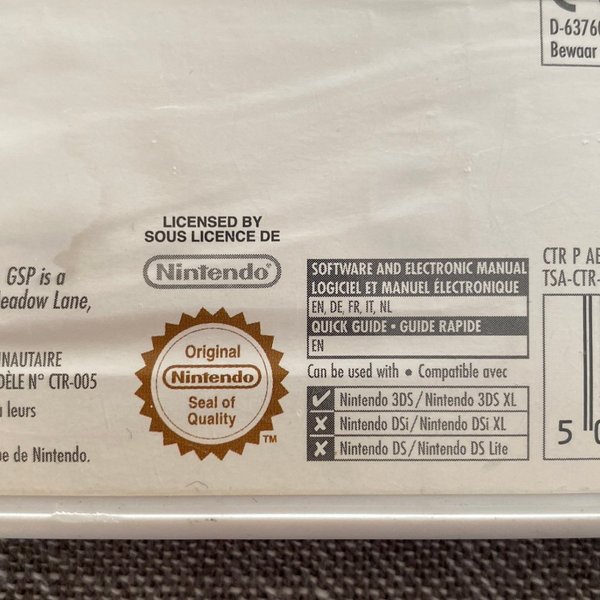 D-6376
Bewaar
LICENSED BY
SOUS LICENCE DE
Nintendo®
GSP is a
Meadow Lane,
NAUTAIRE
DÈLE N° CTR-005
leurs
de Nintendo.
Original
Nintendo
Seal of
Quality
TM
SOFTWARE AND ELECTRONIC MANUAL
LOGICIEL ET MANUEL ÉLECTRONIQUE
EN, DE, FR, IT, NL
QUICK GUIDE • GUIDE RAPIDE
EN
Can be used with • Compatible avec
✓ Nintendo 3DS/Nintendo 3DS XL
✗ Nintendo DSi/Nintendo DSi XL
✗ Nintendo DS/Nintendo DS Lite
CTR P AE
TSA-CTR-
5